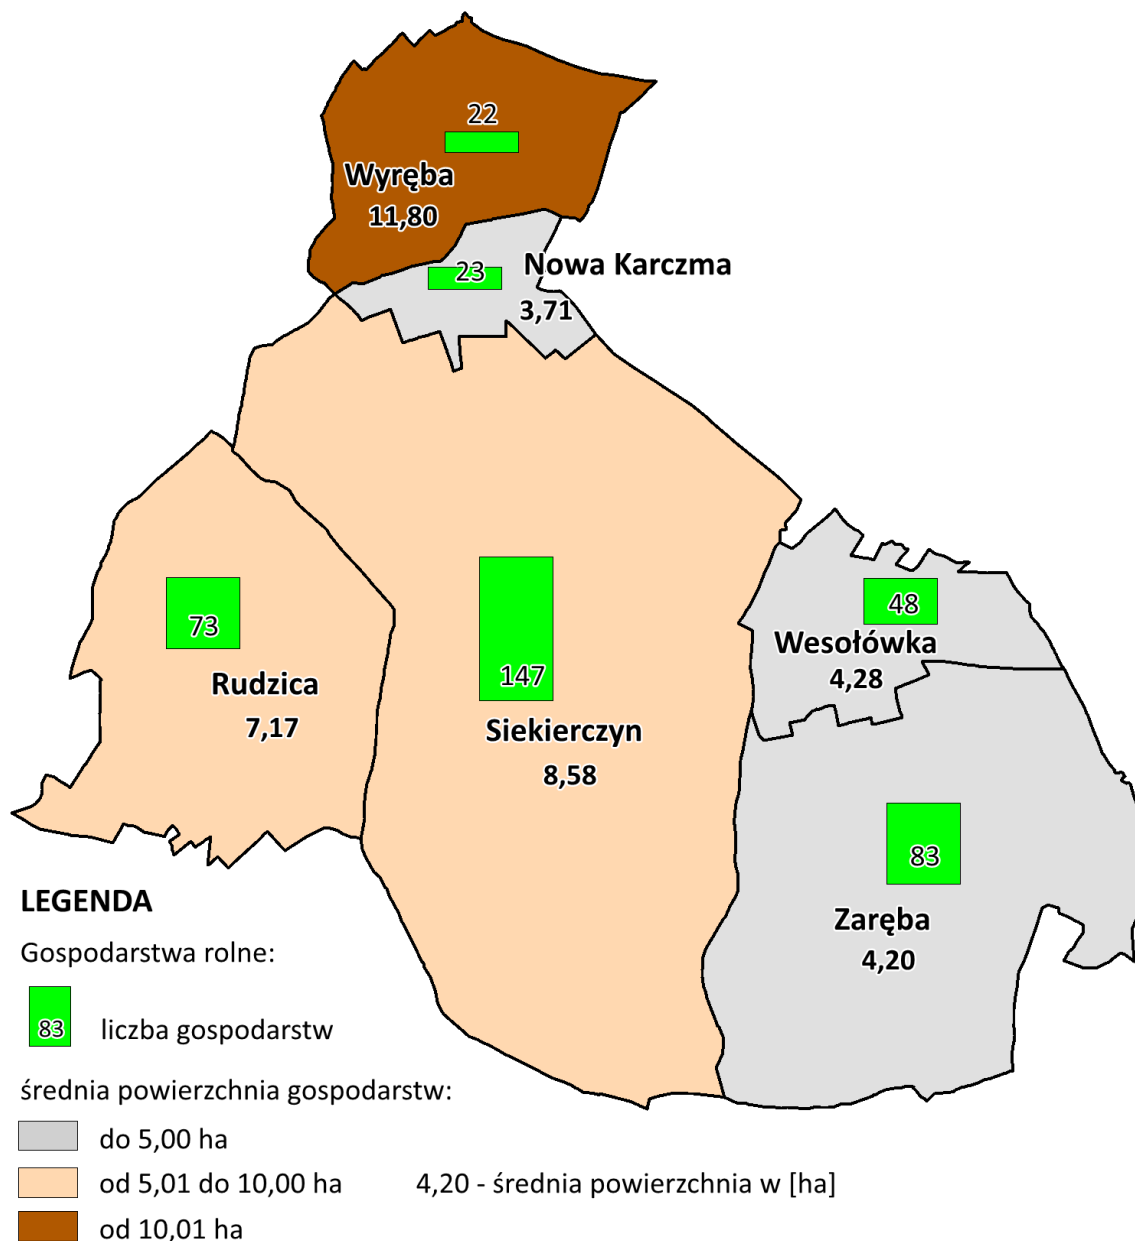 22
Wyręba
11,80
23
Nowa Karczma
3,71
73
Rudzica
7,17
147
Siekierczyn
8,58
48
Wesołówka
4,28
83
Zaręba
4,20
LEGENDA
Gospodarstwa rolne:
83 liczba gospodarstw
średnia powierzchnia gospodarstw:
do 5,00 ha
od 5,01 do 10,00 ha 4,20 - średnia powierzchnia w [ha]
od 10,01 ha